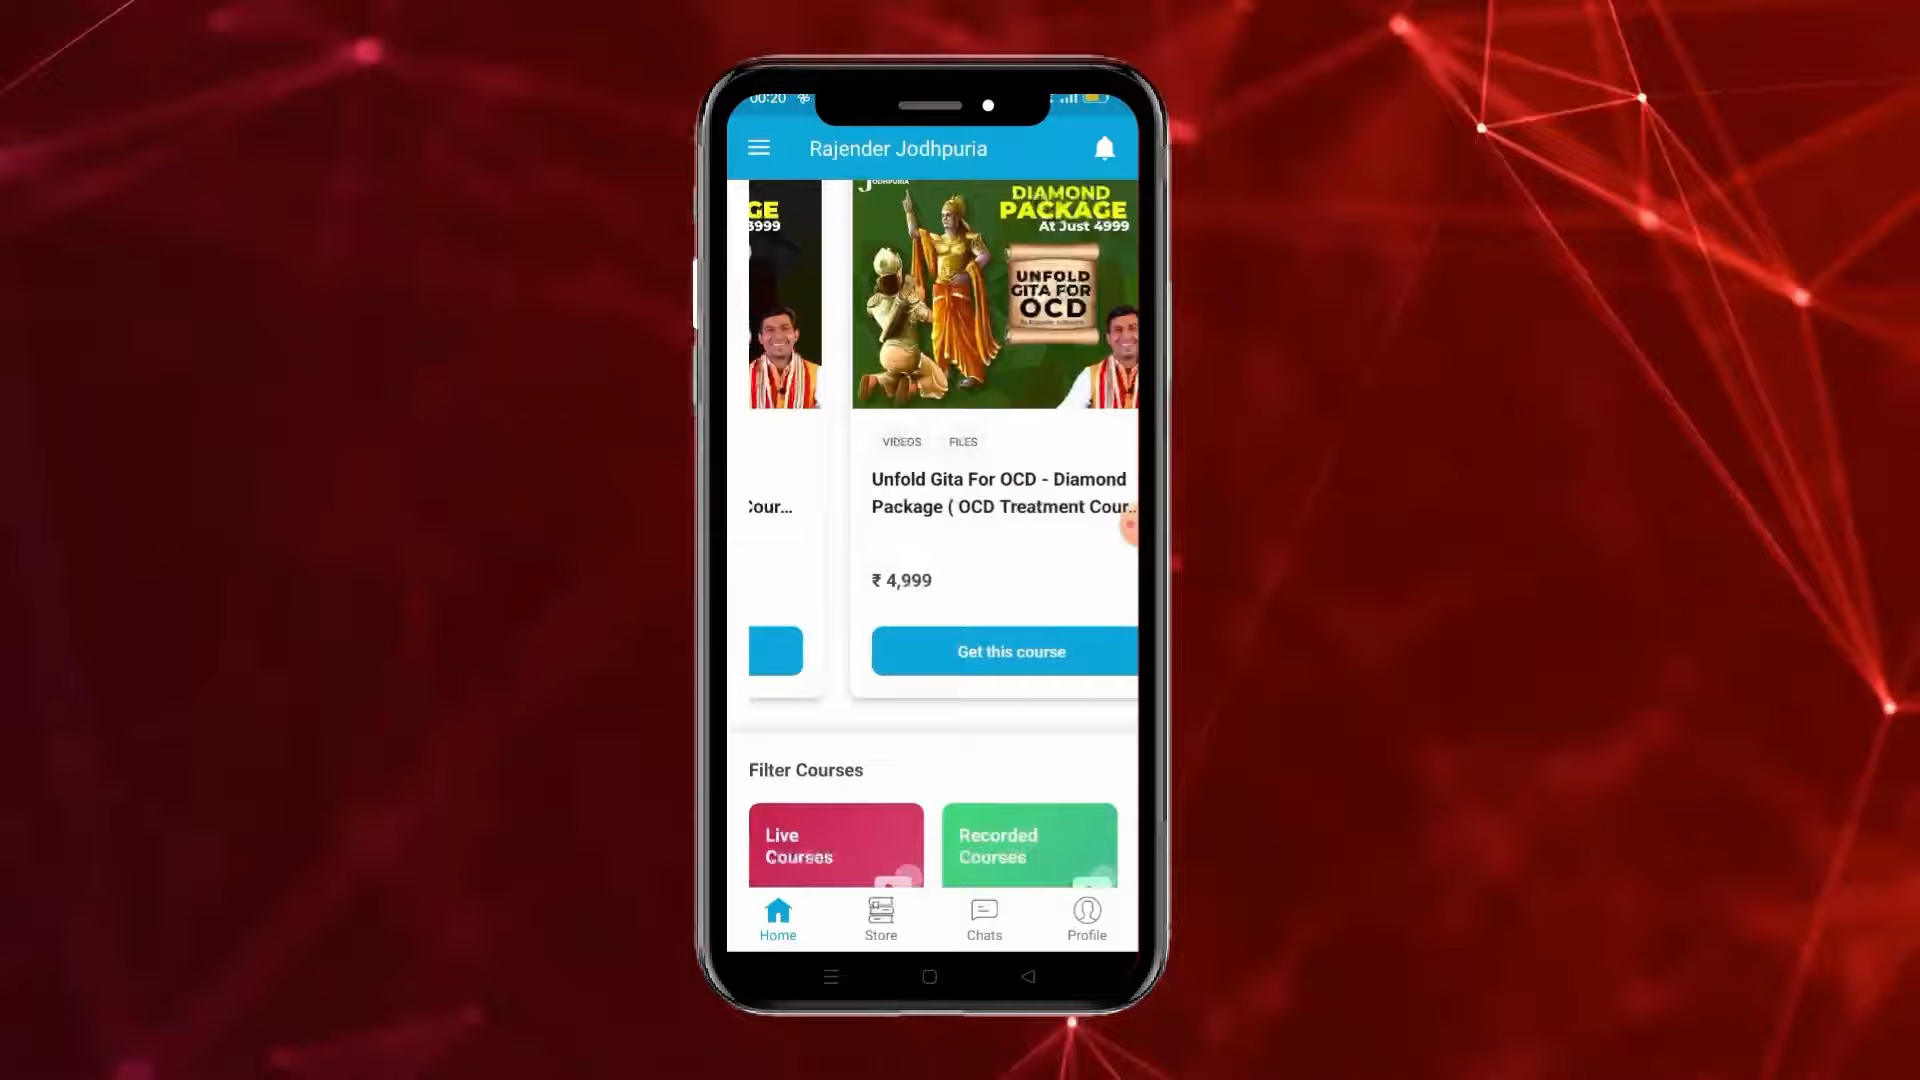 00:20
Rajender Jodhpuria
GE
3999
JODHPURIA
DIAMOND
PACKAGE
At Just 4999
UNFOLD
GITA FOR
OCD
VIDEOS FILES
Unfold Gita For OCD - Diamond
Package ( OCD Treatment Cour..
Cour...
₹ 4,999
Get this course
Filter Courses
Live
Courses
Recorded
Courses
Home
Store
Chats
Profile